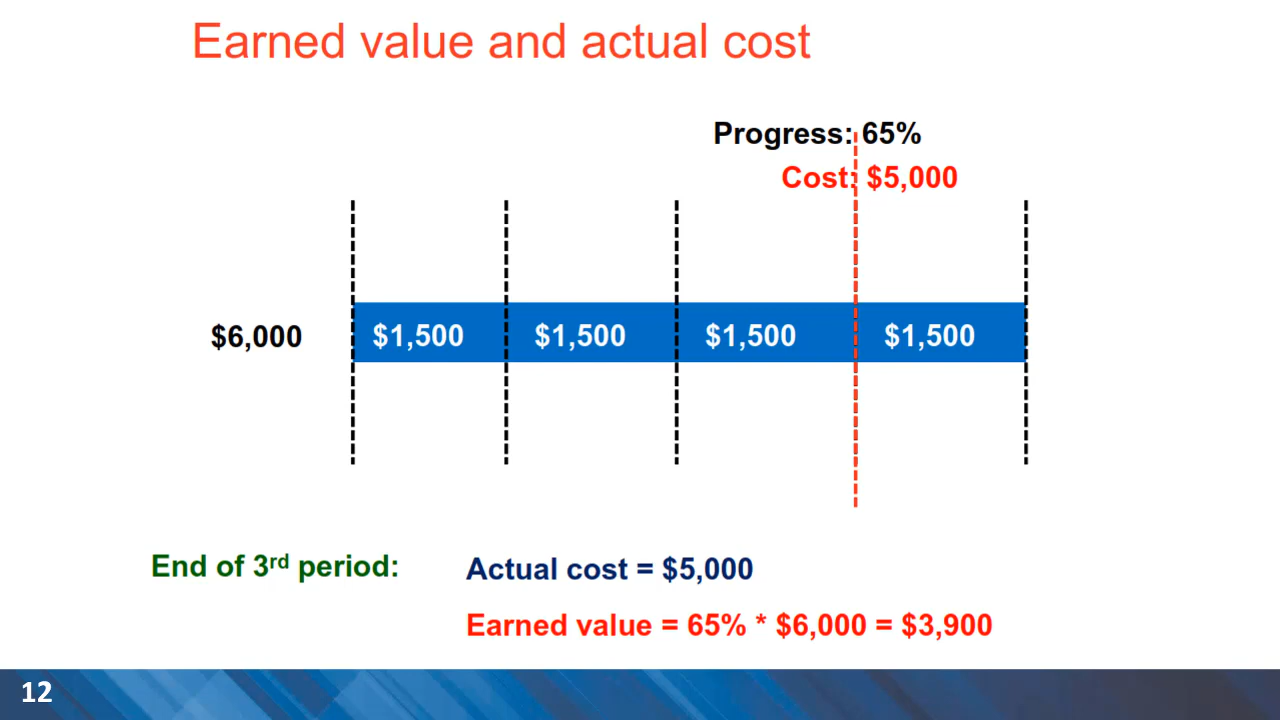 Earned value and actual cost
Progress: 65%
Cost: $5,000
$6,000 $1,500 $1,500 $1,500 $1,500
End of 3rd period: Actual cost = $5,000
Earned value = 65% * $6,000 = $3,900
12